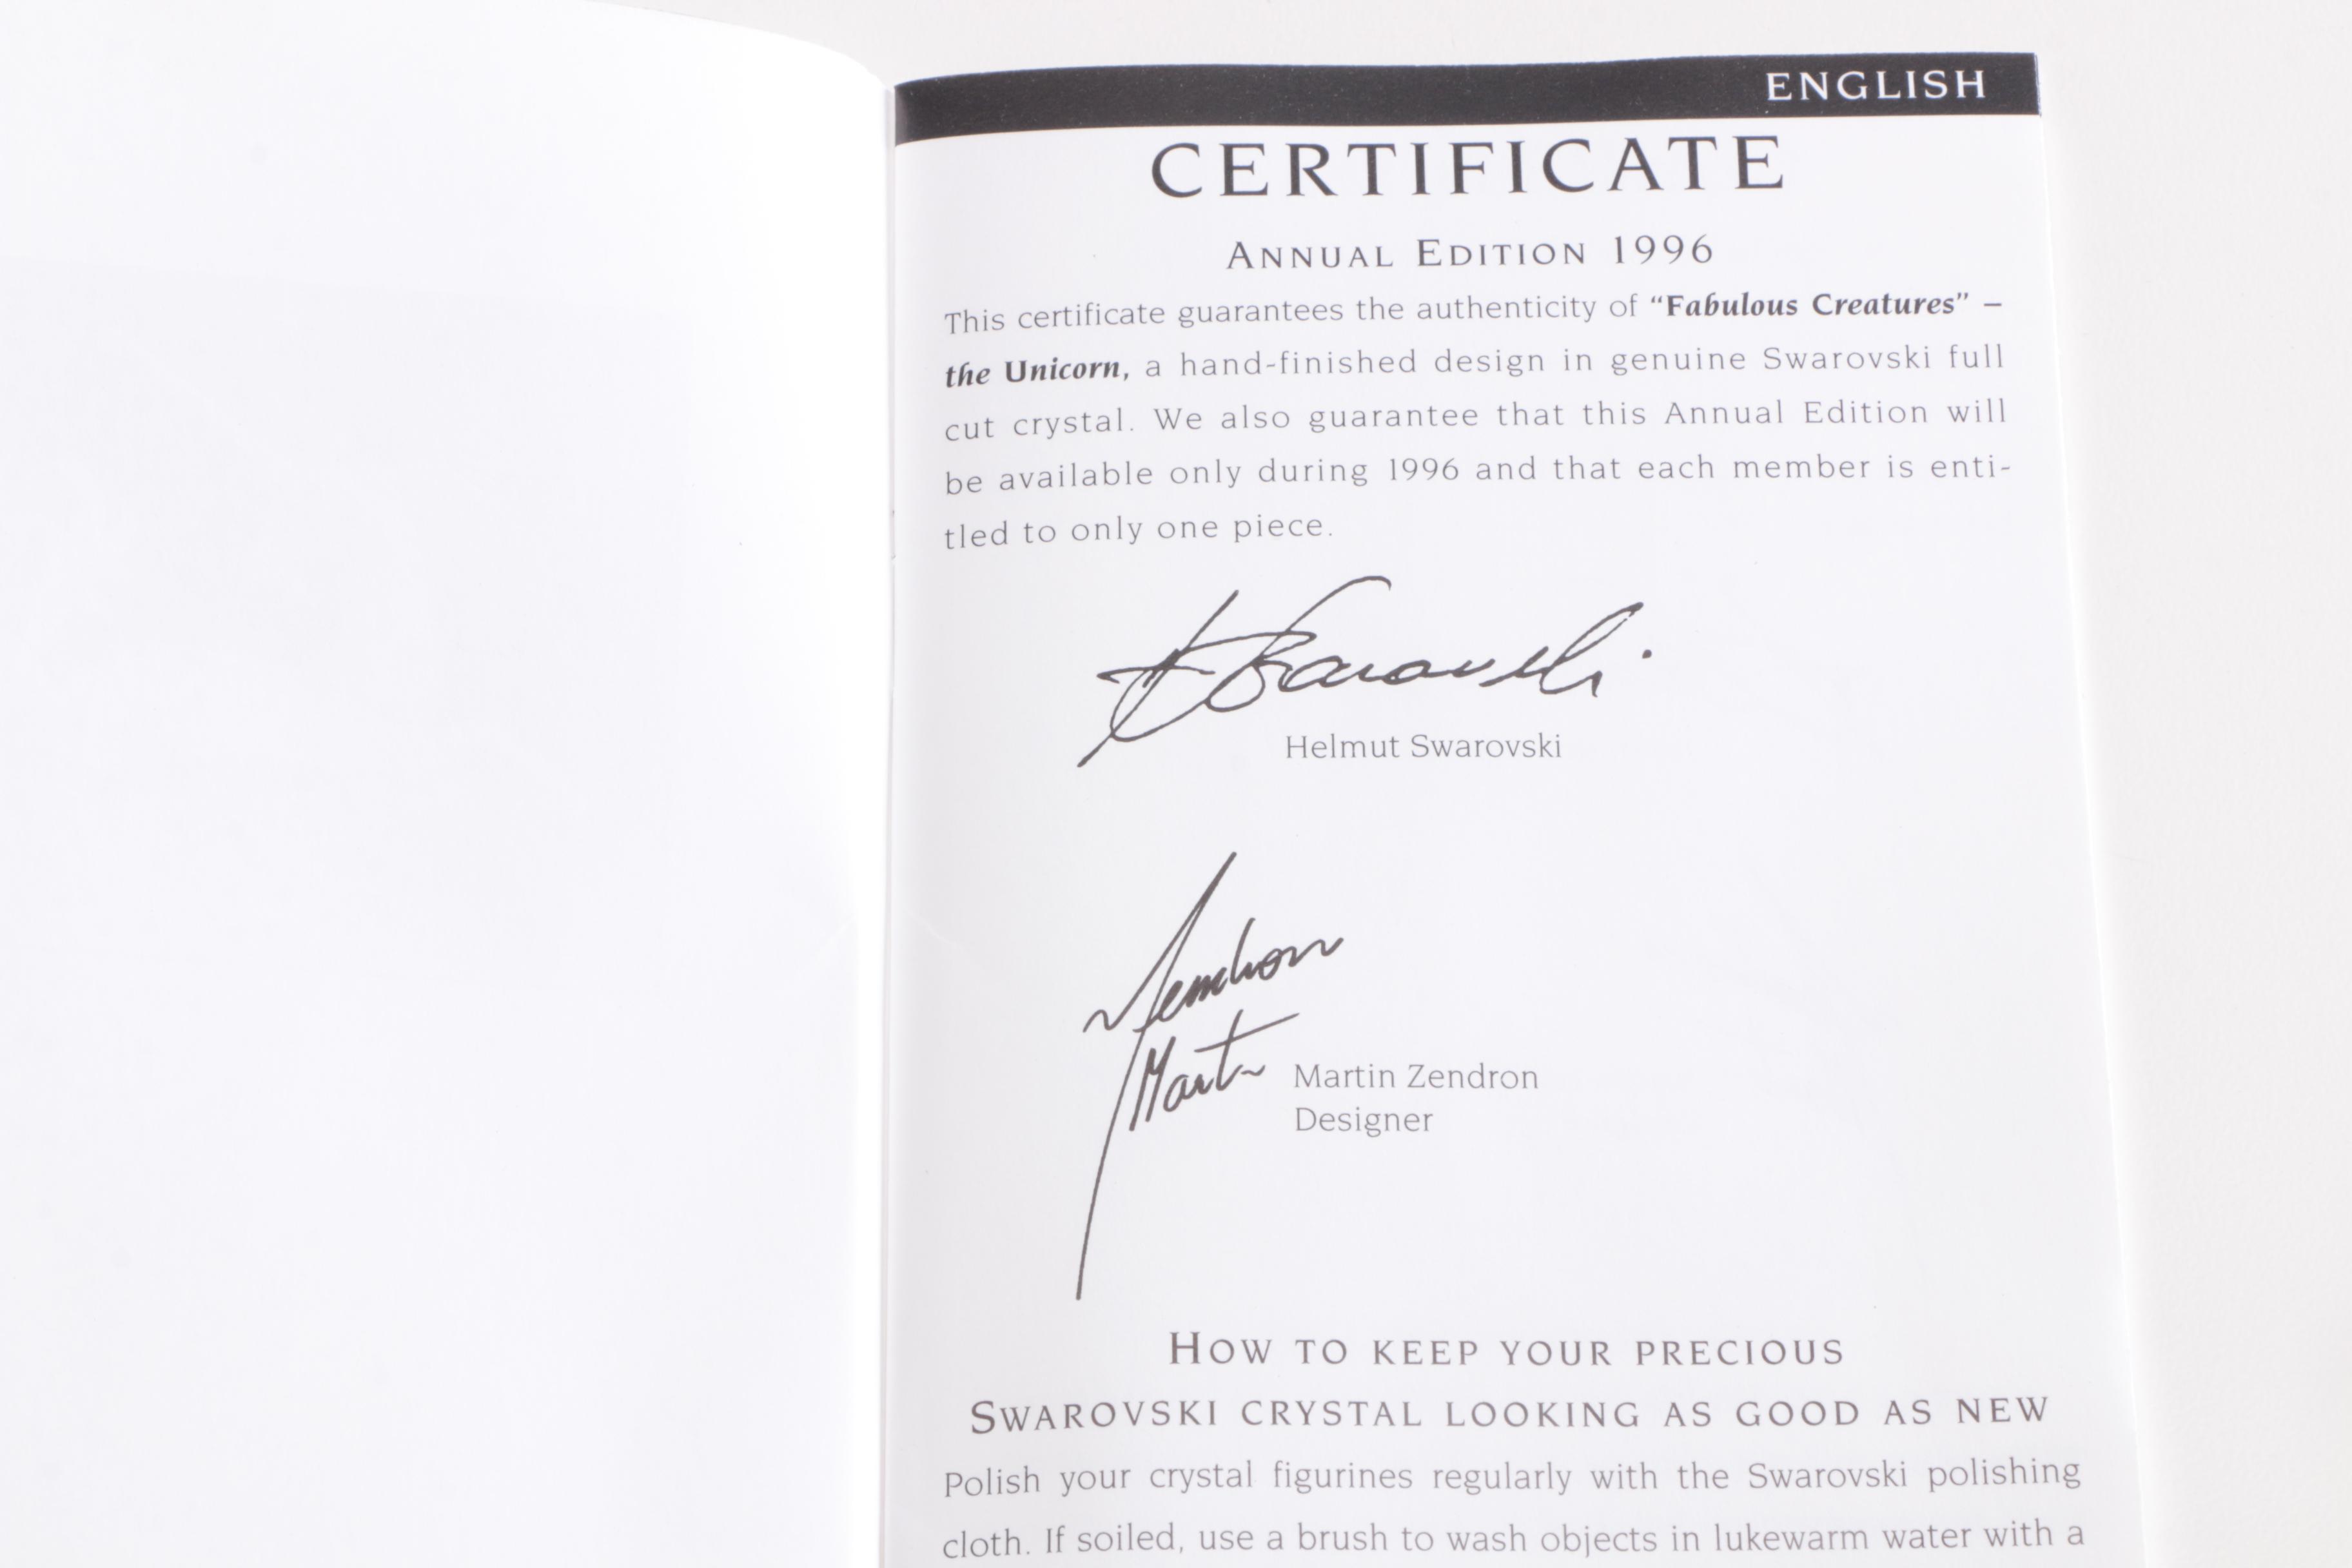 ENGLISH
CERTIFICATE
ANNUAL EDITION 1996
This certificate guarantees the authenticity of “Fabulous Creatures” –
the Unicorn, a hand-finished design in genuine Swarovski full
cut crystal. We also guarantee that this Annual Edition will
be available only during 1996 and that each member is enti-
tled to only one piece.
Helmut Swarovski
Zendron
Martin
Martin Zendron
Designer
HOW TO KEEP YOUR PRECIOUS
SWAROVSKI CRYSTAL LOOKING AS GOOD AS NEW
Polish your crystal figurines regularly with the Swarovski polishing
cloth. If soiled, use a brush to wash objects in lukewarm water with a